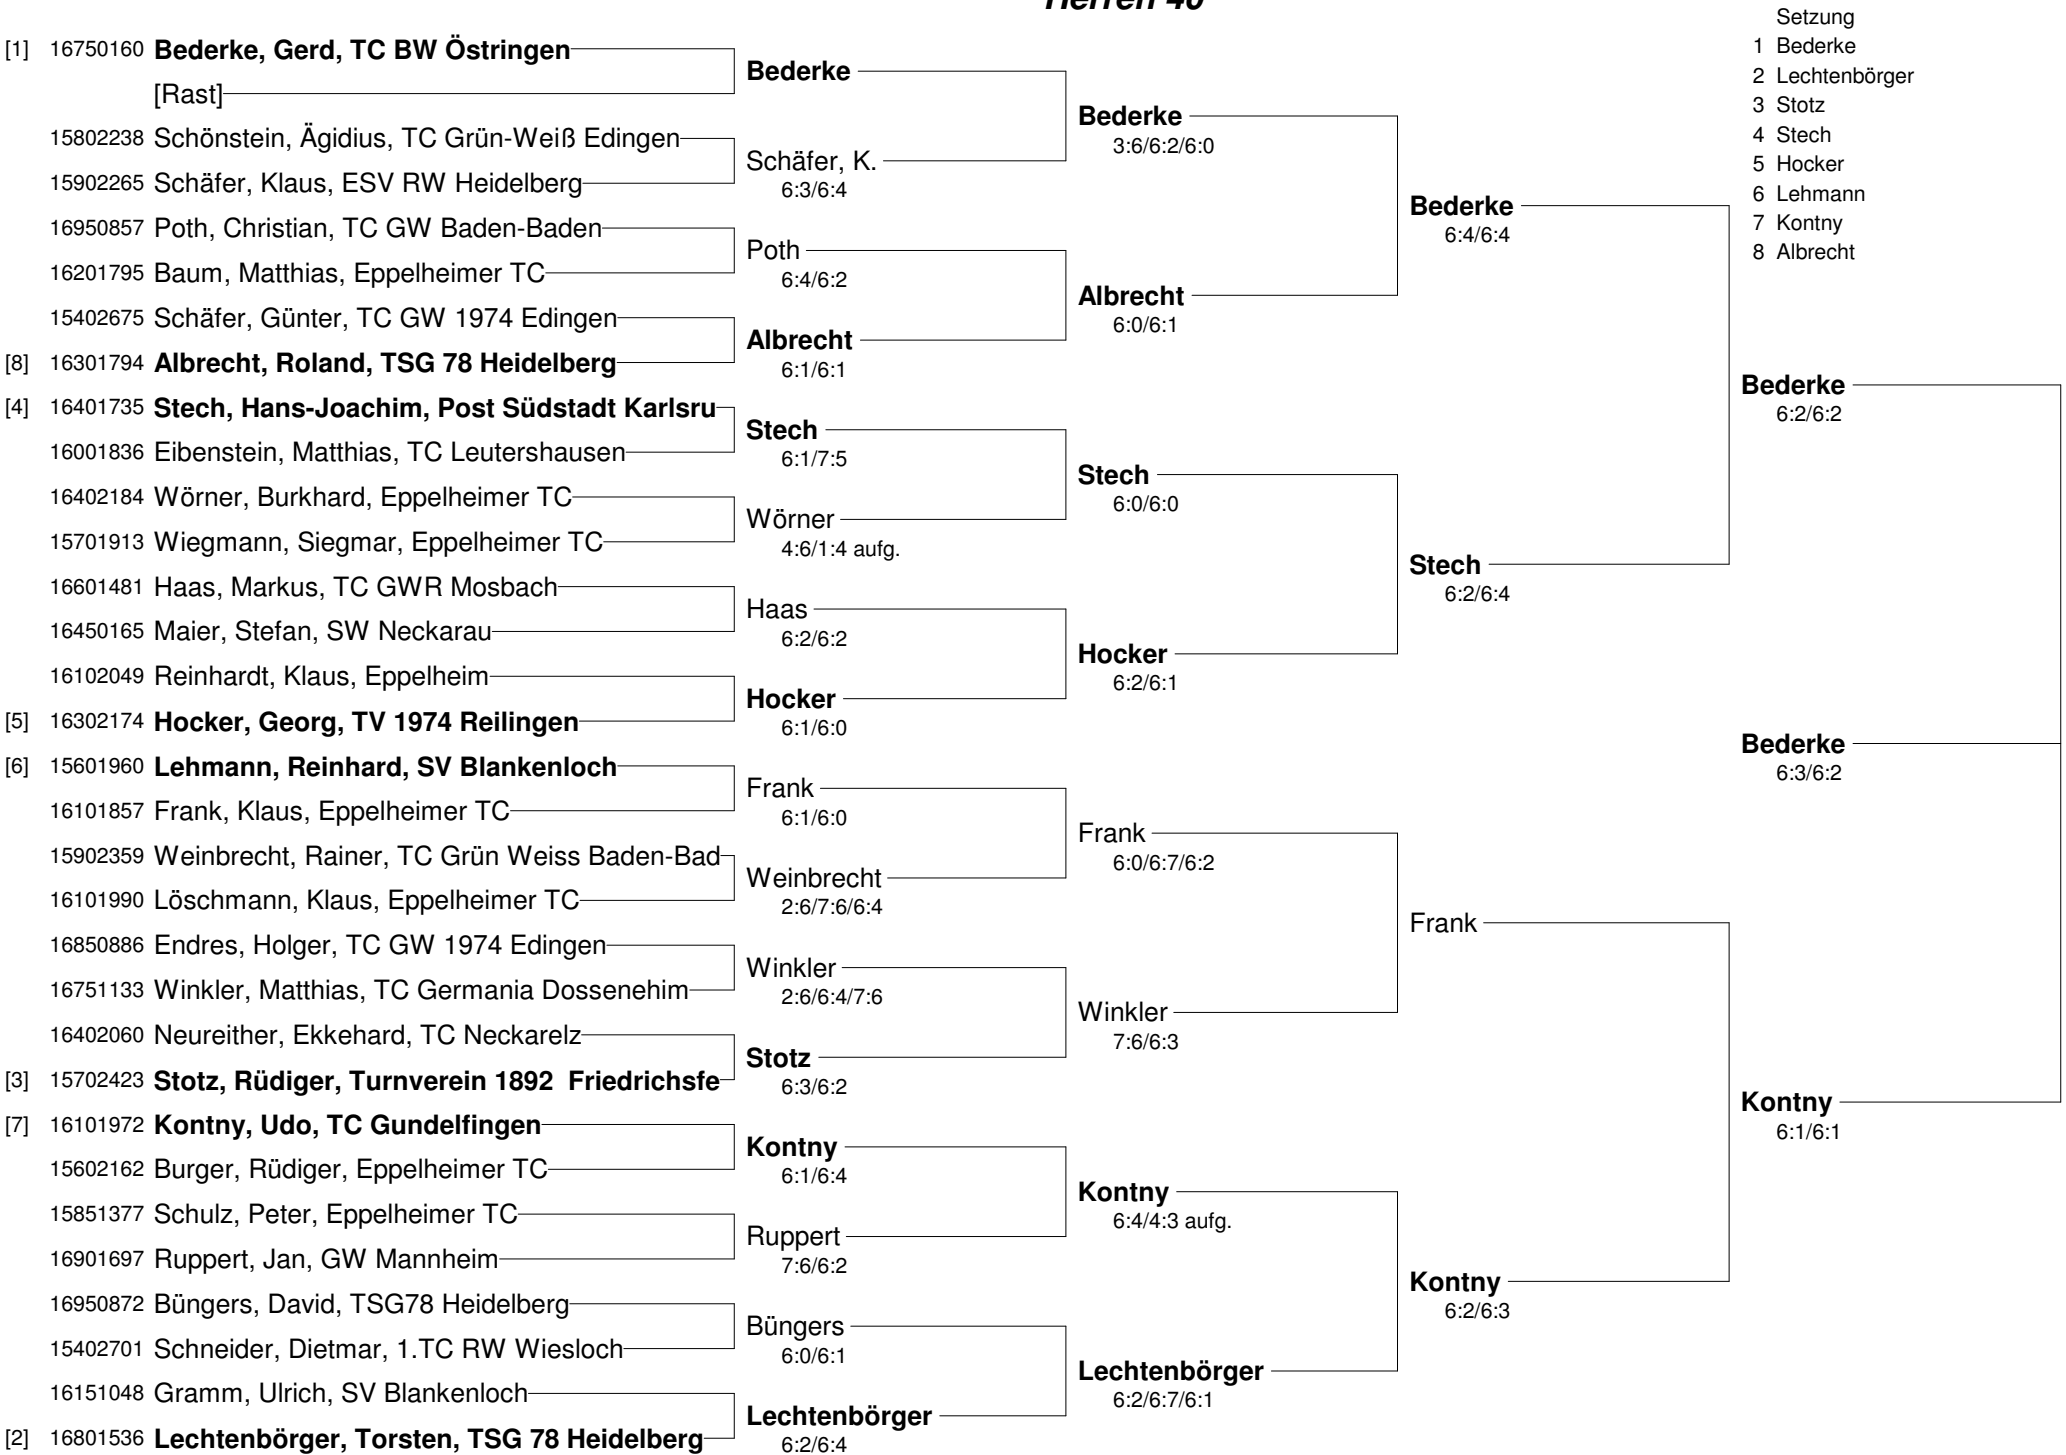 Herren 40
Setzung
1 Bederke
2 Lechtenbörger
3 Stotz
4 Stech
5 Hocker
6 Lehmann
7 Kontny
8 Albrecht
[1] 16750160 Bederke, Gerd, TC BW Östringen
[Rast]
15802238 Schönstein, Ägidius, TC Grün-Weiß Edingen
15902265 Schäfer, Klaus, ESV RW Heidelberg
16950857 Poth, Christian, TC GW Baden-Baden
16201795 Baum, Matthias, Eppelheimer TC
15402675 Schäfer, Günter, TC GW 1974 Edingen
[8] 16301794 Albrecht, Roland, TSG 78 Heidelberg
[4] 16401735 Stech, Hans-Joachim, Post Südstadt Karlsru
16001836 Eibenstein, Matthias, TC Leutershausen
16402184 Wörner, Burkhard, Eppelheimer TC
15701913 Wiegmann, Siegmar, Eppelheimer TC
16601481 Haas, Markus, TC GWR Mosbach
16450165 Maier, Stefan, SW Neckarau
16102049 Reinhardt, Klaus, Eppelheim
[5] 16302174 Hocker, Georg, TV 1974 Reilingen
[6] 15601960 Lehmann, Reinhard, SV Blankenloch
16101857 Frank, Klaus, Eppelheimer TC
15902359 Weinbrecht, Rainer, TC Grün Weiss Baden-Bad
16101990 Löschmann, Klaus, Eppelheimer TC
16850886 Endres, Holger, TC GW 1974 Edingen
16751133 Winkler, Matthias, TC Germania Dossenehim
16402060 Neureither, Ekkehard, TC Neckarelz
[3] 15702423 Stotz, Rüdiger, Turnverein 1892 Friedrichsfe
[7] 16101972 Kontny, Udo, TC Gundelfingen
15602162 Burger, Rüdiger, Eppelheimer TC
15851377 Schulz, Peter, Eppelheimer TC
16901697 Ruppert, Jan, GW Mannheim
16950872 Büngers, David, TSG78 Heidelberg
15402701 Schneider, Dietmar, 1.TC RW Wiesloch
16151048 Gramm, Ulrich, SV Blankenloch
[2] 16801536 Lechtenbörger, Torsten, TSG 78 Heidelberg
Bederke
Schäfer, K.
6:3/6:4
Poth
6:4/6:2
Albrecht
6:1/6:1
Stech
6:1/7:5
Wörner
4:6/1:4 aufg.
Haas
6:2/6:2
Hocker
6:1/6:0
Frank
6:1/6:0
Weinbrecht
2:6/7:6/6:4
Winkler
2:6/6:4/7:6
Stotz
6:3/6:2
Kontny
6:1/6:4
Ruppert
7:6/6:2
Büngers
6:0/6:1
Lechtenbörger
6:2/6:4
Bederke
3:6/6:2/6:0
Albrecht
6:0/6:1
Stech
6:0/6:0
Hocker
6:2/6:1
Frank
6:0/6:7/6:2
Winkler
7:6/6:3
Kontny
6:4/4:3 aufg.
Lechtenbörger
6:2/6:7/6:1
Bederke
6:4/6:4
Stech
6:2/6:4
Frank
Kontny
6:2/6:3
Bederke
6:2/6:2
Bederke
6:3/6:2
Kontny
6:1/6:1